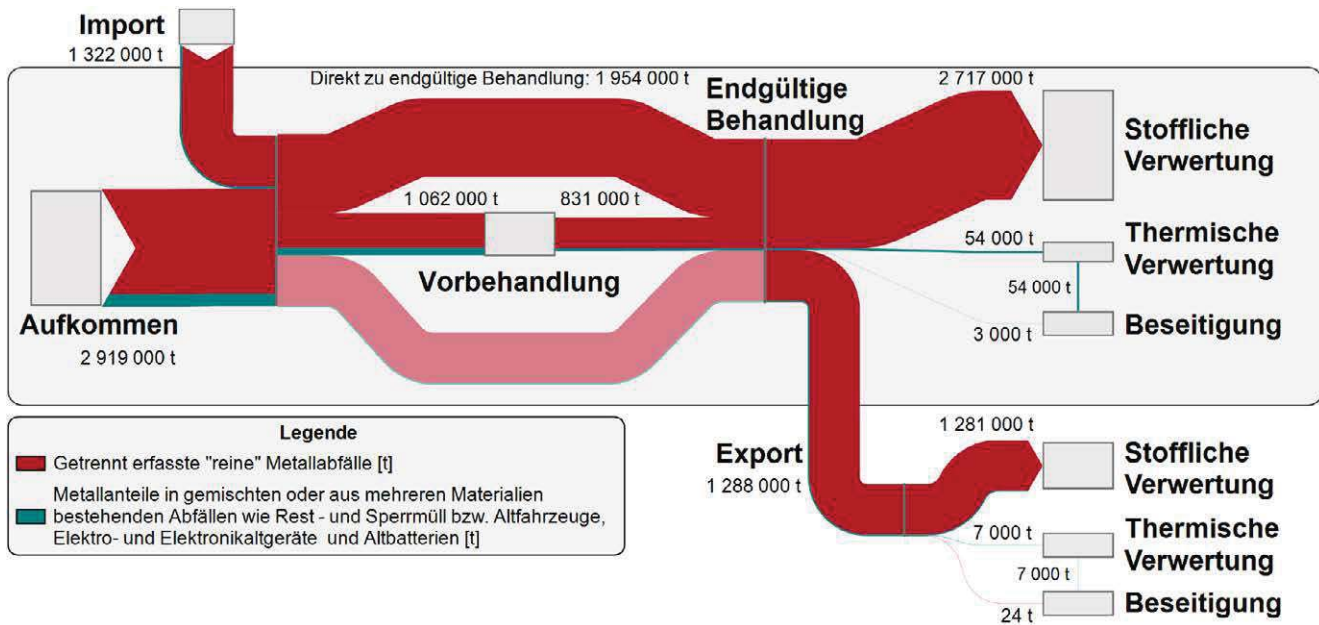 Import
1 322 000 t
Direkt zu endgültige Behandlung: 1 954 000 t
Endgültige
Behandlung
2 717 000 t
Stoffliche
Verwertung
1 062 000 t
831 000 t
Vorbehandlung
54 000 t
Thermische
Verwertung
54 000 t
3 000 t
Beseitigung
Aufkommen
2 919 000 t
Legende
Getrennt erfasste "reine" Metallabfälle [t]
Metallanteile in gemischten oder aus mehreren Materialien
bestehenden Abfällen wie Rest - und Sperrmüll bzw. Altfahrzeuge,
Elektro- und Elektronikaltgeräte und Altbatterien [t]
Export
1 288 000 t
1 281 000 t
Stoffliche
Verwertung
7 000 t
Thermische
Verwertung
7 000 t
24 t
Beseitigung